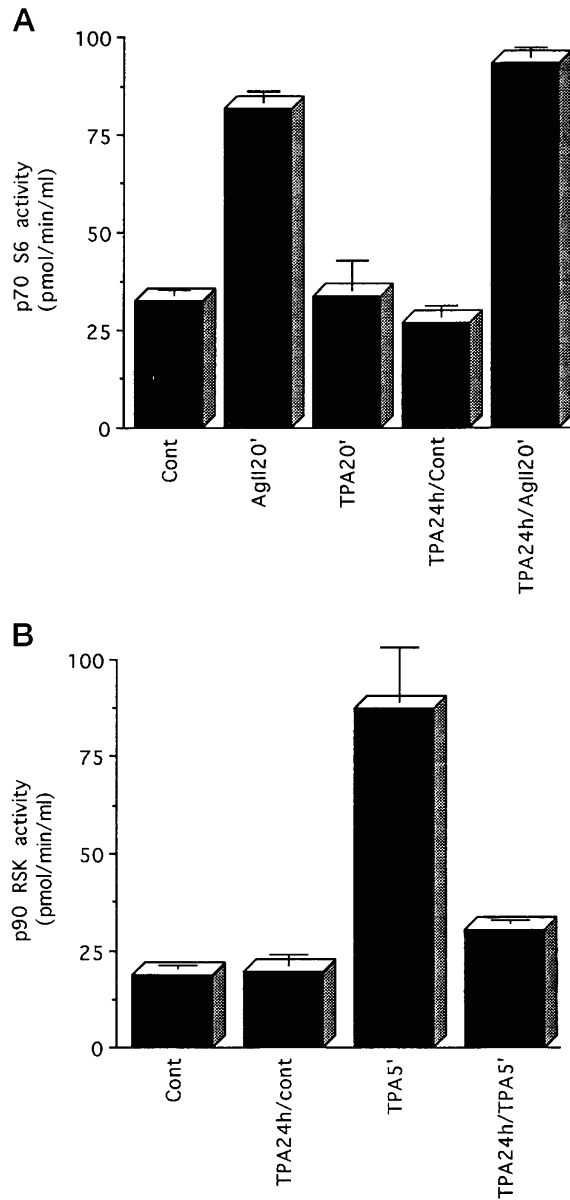 A
p70 S6 activity
(pmol/min/ml)
100
75
50
25
0
Cont
AgII20'
TPA20'
TPA24h/Cont
TPA24h/AgII20'
B
p90 RSK activity
(pmol/min/ml)
100
75
50
25
0
Cont
TPA24h/cont
TPA5'
TPA24h/TPA5'